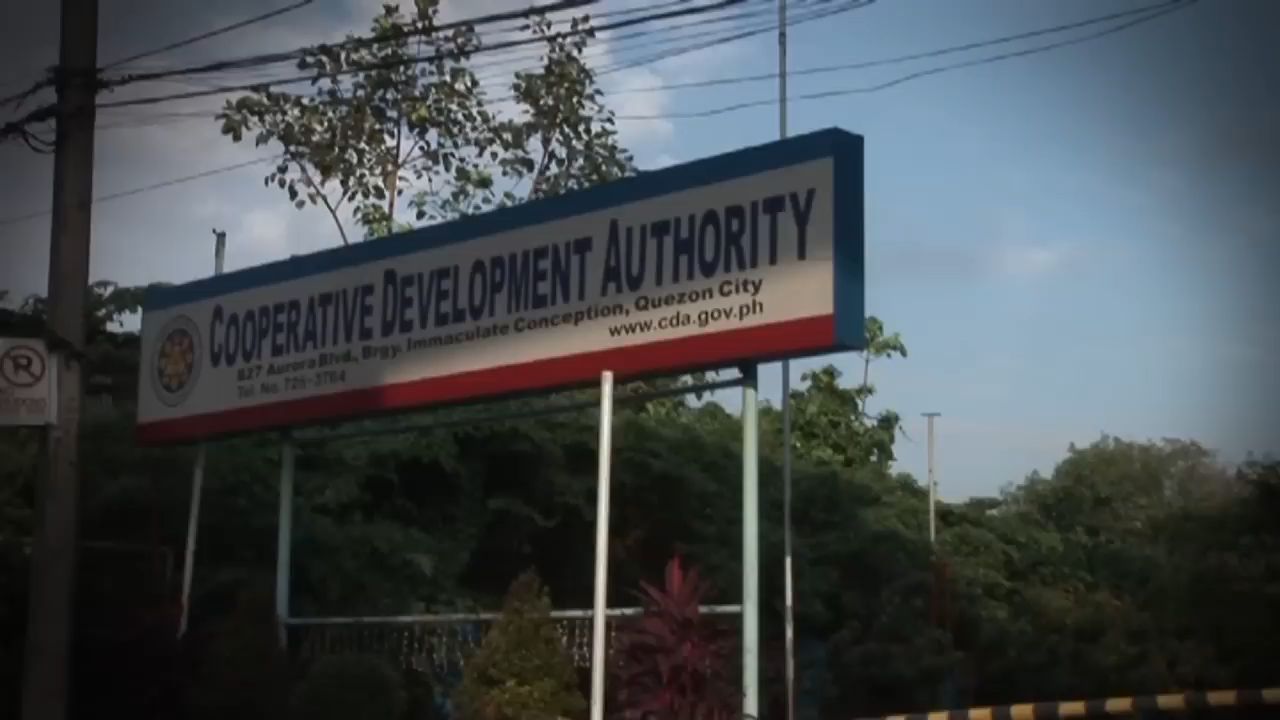 COOPERATIVE DEVELOPMENT AUTHORITY
827 Aurora Blvd., Brgy. Immaculate Conception, Quezon City
Tel. No. 725-3764
www.cda.gov.ph
R